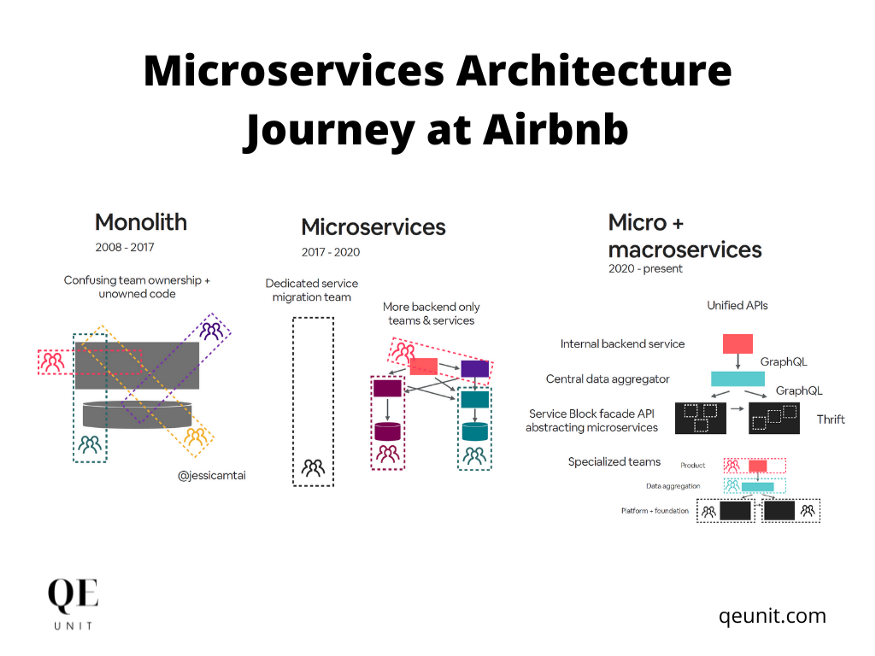 Microservices Architecture
Journey at Airbnb
Monolith
2008 - 2017
Confusing team ownership +
unowned code
@jessicamtai
Microservices
2017 - 2020
Dedicated service
migration team
More backend only
teams & services
Micro +
macroservices
2020 - present
Unified APIs
Internal backend service
GraphQL
Central data aggregator
GraphQL
Service Block facade API
abstracting microservices
Thrift
Specialized teams
Product
Data aggregation
Platform + foundation
QE
UNIT
qeunit.com